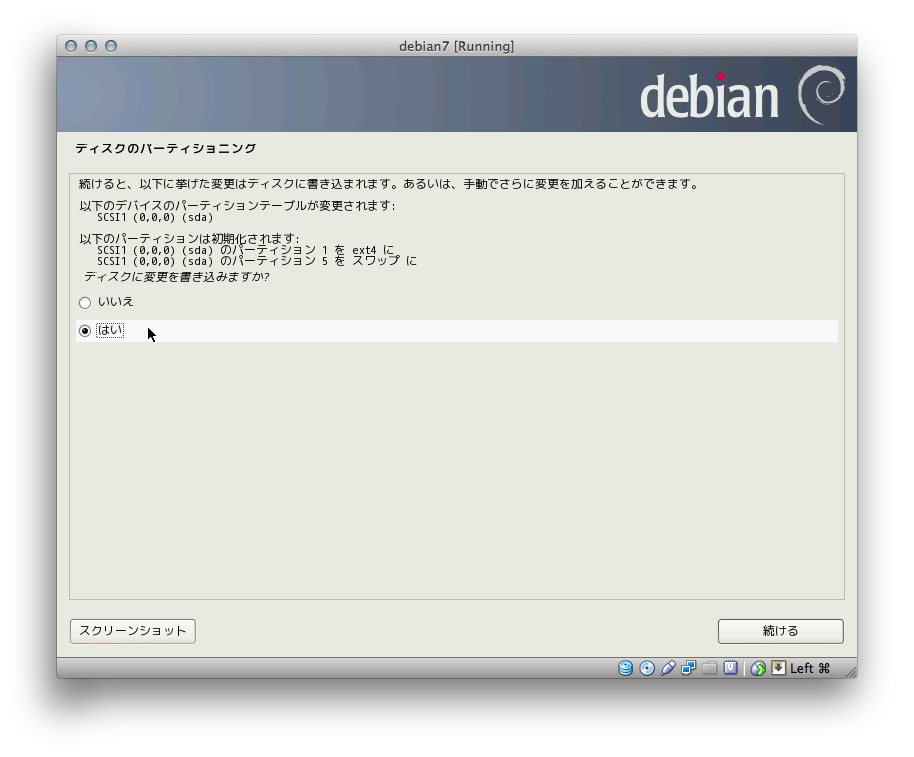 debian7 [Running]
debian
ディスクのパーティショニング
続けると、以下に挙げた変更はディスクに書き込まれます。あるいは、手動でさらに変更を加えることができます。
以下のデバイスのパーティションテーブルが変更されます:
SCSI1 (0,0,0) (sda)
以下のパーティションは初期化されます:
SCSI1 (0,0,0) (sda) のパーティション 1 を ext4 に
SCSI1 (0,0,0) (sda) のパーティション 5 を スワップ に
ディスクに変更を書き込みますか?
いいえ
はい
スクリーンショット
続ける
Left ⌘